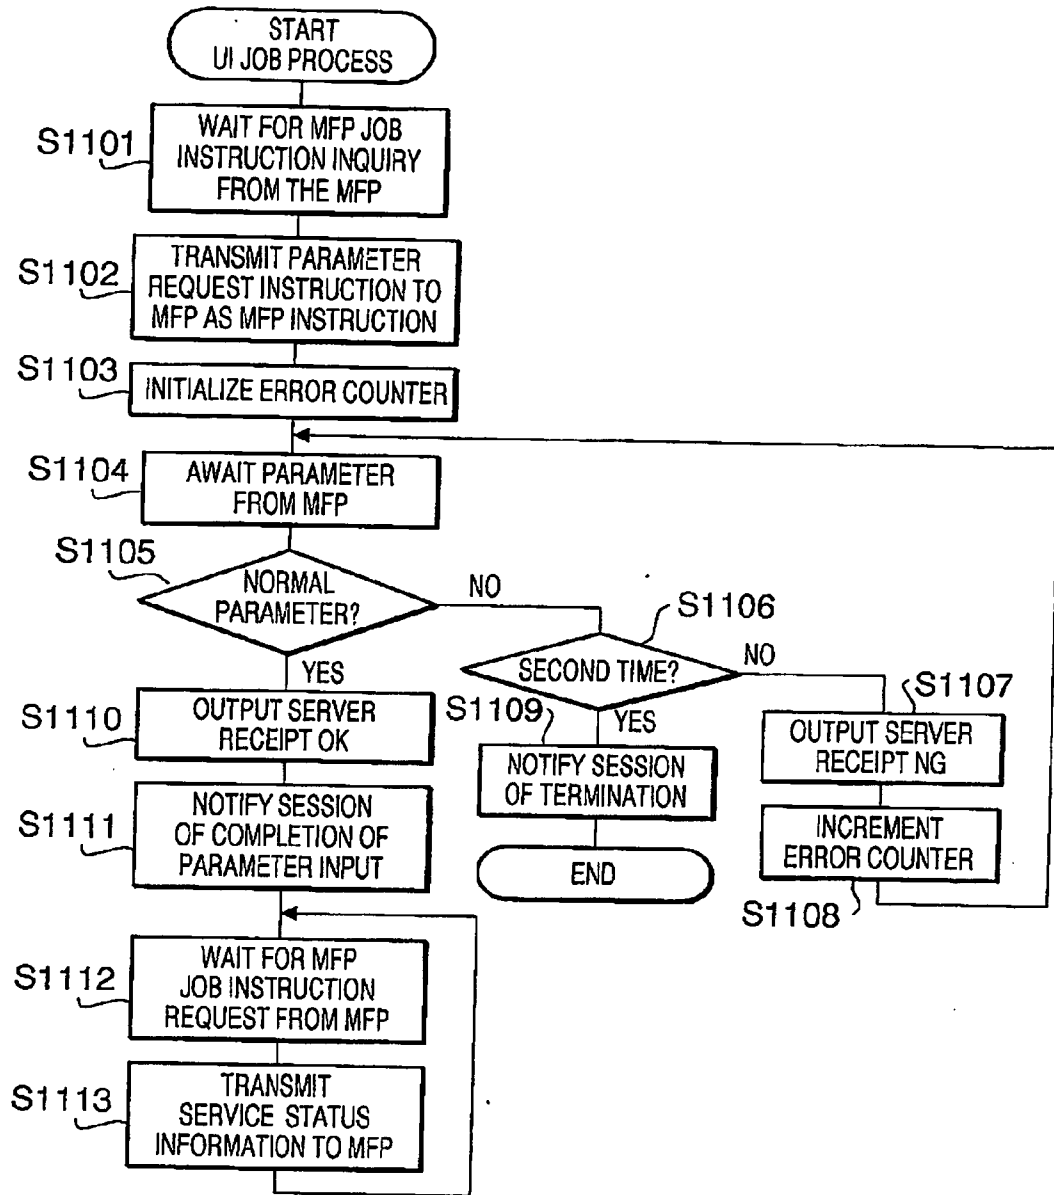 START
UI JOB PROCESS
S1101
WAIT FOR MFP JOB
INSTRUCTION INQUIRY
FROM THE MFP
S1102
TRANSMIT PARAMETER
REQUEST INSTRUCTION TO
MFP AS MFP INSTRUCTION
S1103
INITIALIZE ERROR COUNTER
S1104
AWAIT PARAMETER
FROM MFP
S1105
NORMAL
PARAMETER?
NO
YES
S1106
SECOND TIME?
NO
YES
S1107
OUTPUT SERVER
RECEIPT NG
S1108
INCREMENT
ERROR COUNTER
S1109
NOTIFY SESSION
OF TERMINATION
END
S1110
OUTPUT SERVER
RECEIPT OK
S1111
NOTIFY SESSION
OF COMPLETION OF
PARAMETER INPUT
S1112
WAIT FOR MFP
JOB INSTRUCTION
REQUEST FROM MFP
S1113
TRANSMIT
SERVICE STATUS
INFORMATION TO MFP